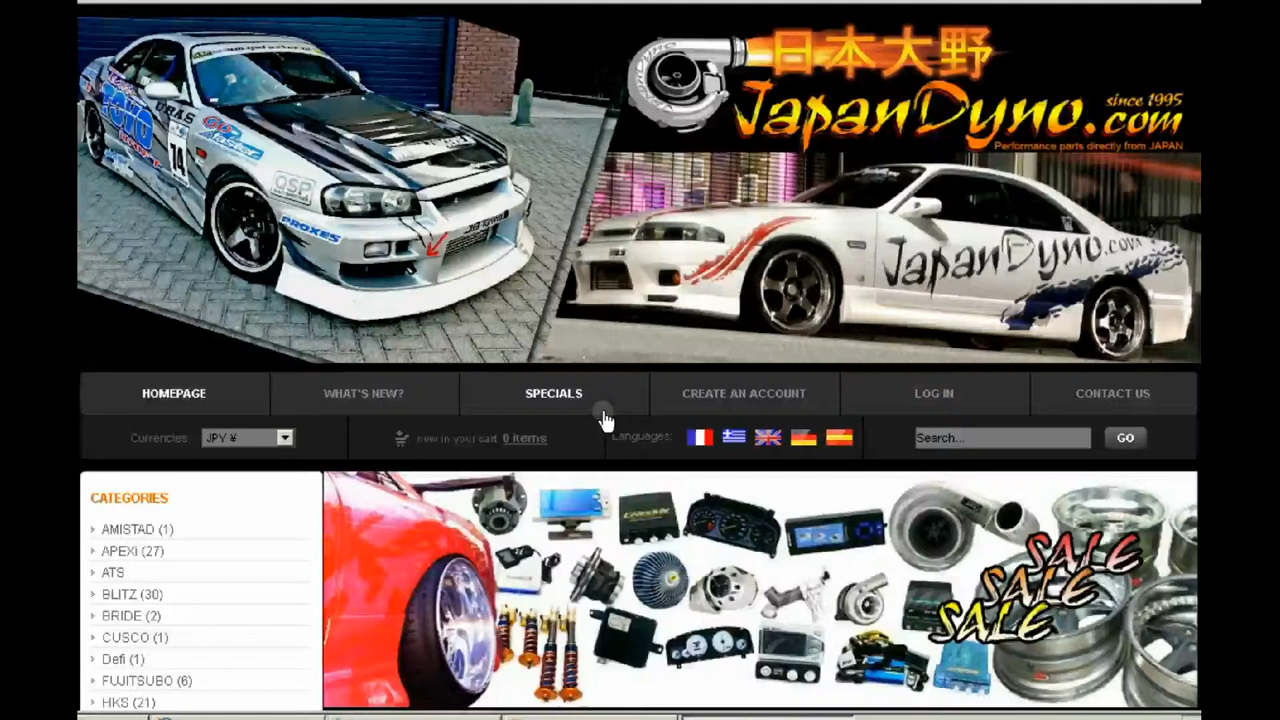 日本大野
JapanDyno.com
since 1995
Performance parts directly from JAPAN
TOYO
URAS
14
QSP
PROXES
JapanDyno.com
HOMEPAGE
WHAT'S NEW?
SPECIALS
CREATE AN ACCOUNT
LOG IN
CONTACT US
Currencies:
JPY ¥
now in your cart 0 items
Languages:
Search...
GO
CATEGORIES
AMISTAD (1)
APEXi (27)
ATS
BLITZ (30)
BRIDE (2)
CUSCO (1)
Defi (1)
FUJITSUBO (6)
HKS (21)
SALE
SALE
SALE